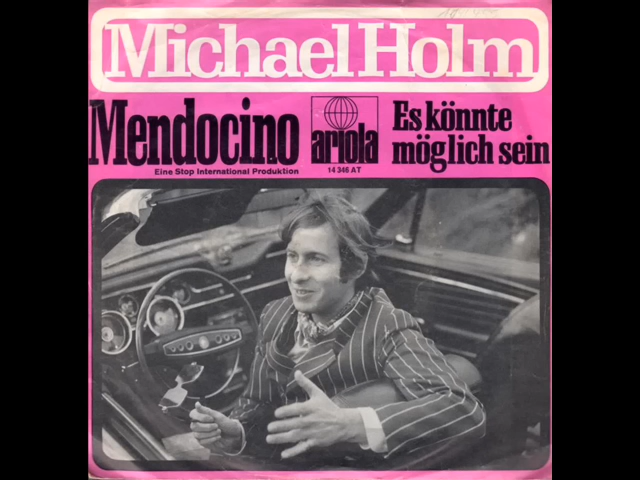 Michael Holm
Mendocino
Eine Stop International Produktion
ariola
14 346 AT
Es könnte
möglich sein